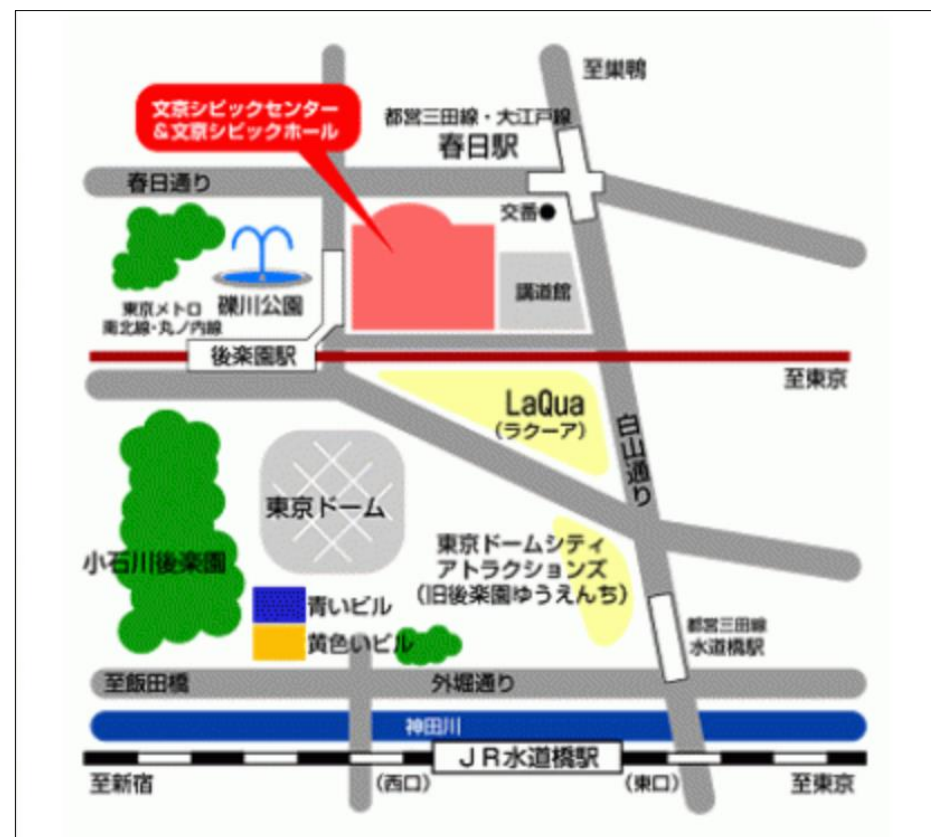 至巣鴨
文京シビックセンター
＆文京シビックホール
都営三田線・大江戸線
春日駅
春日通り
交番●
講道館
東京メトロ
南北線・丸ノ内線
礫川公園
後楽園駅
至東京
LaQua
(ラクーア)
白山通り
東京ドーム
小石川後楽園
東京ドームシティ
アトラクションズ
(旧後楽園ゆうえんち)
青いビル
黄色いビル
都営三田線
水道橋駅
至飯田橋
外堀通り
神田川
ＪＲ水道橋駅
至新宿
(西口)
(東口)
至東京